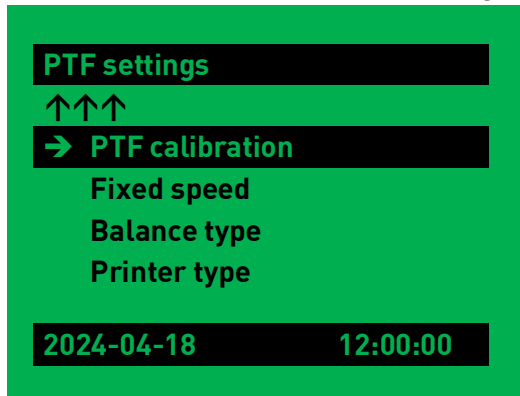 PTF settings
↑↑↑
→ PTF calibration
Fixed speed
Balance type
Printer type
2024-04-18 12:00:00